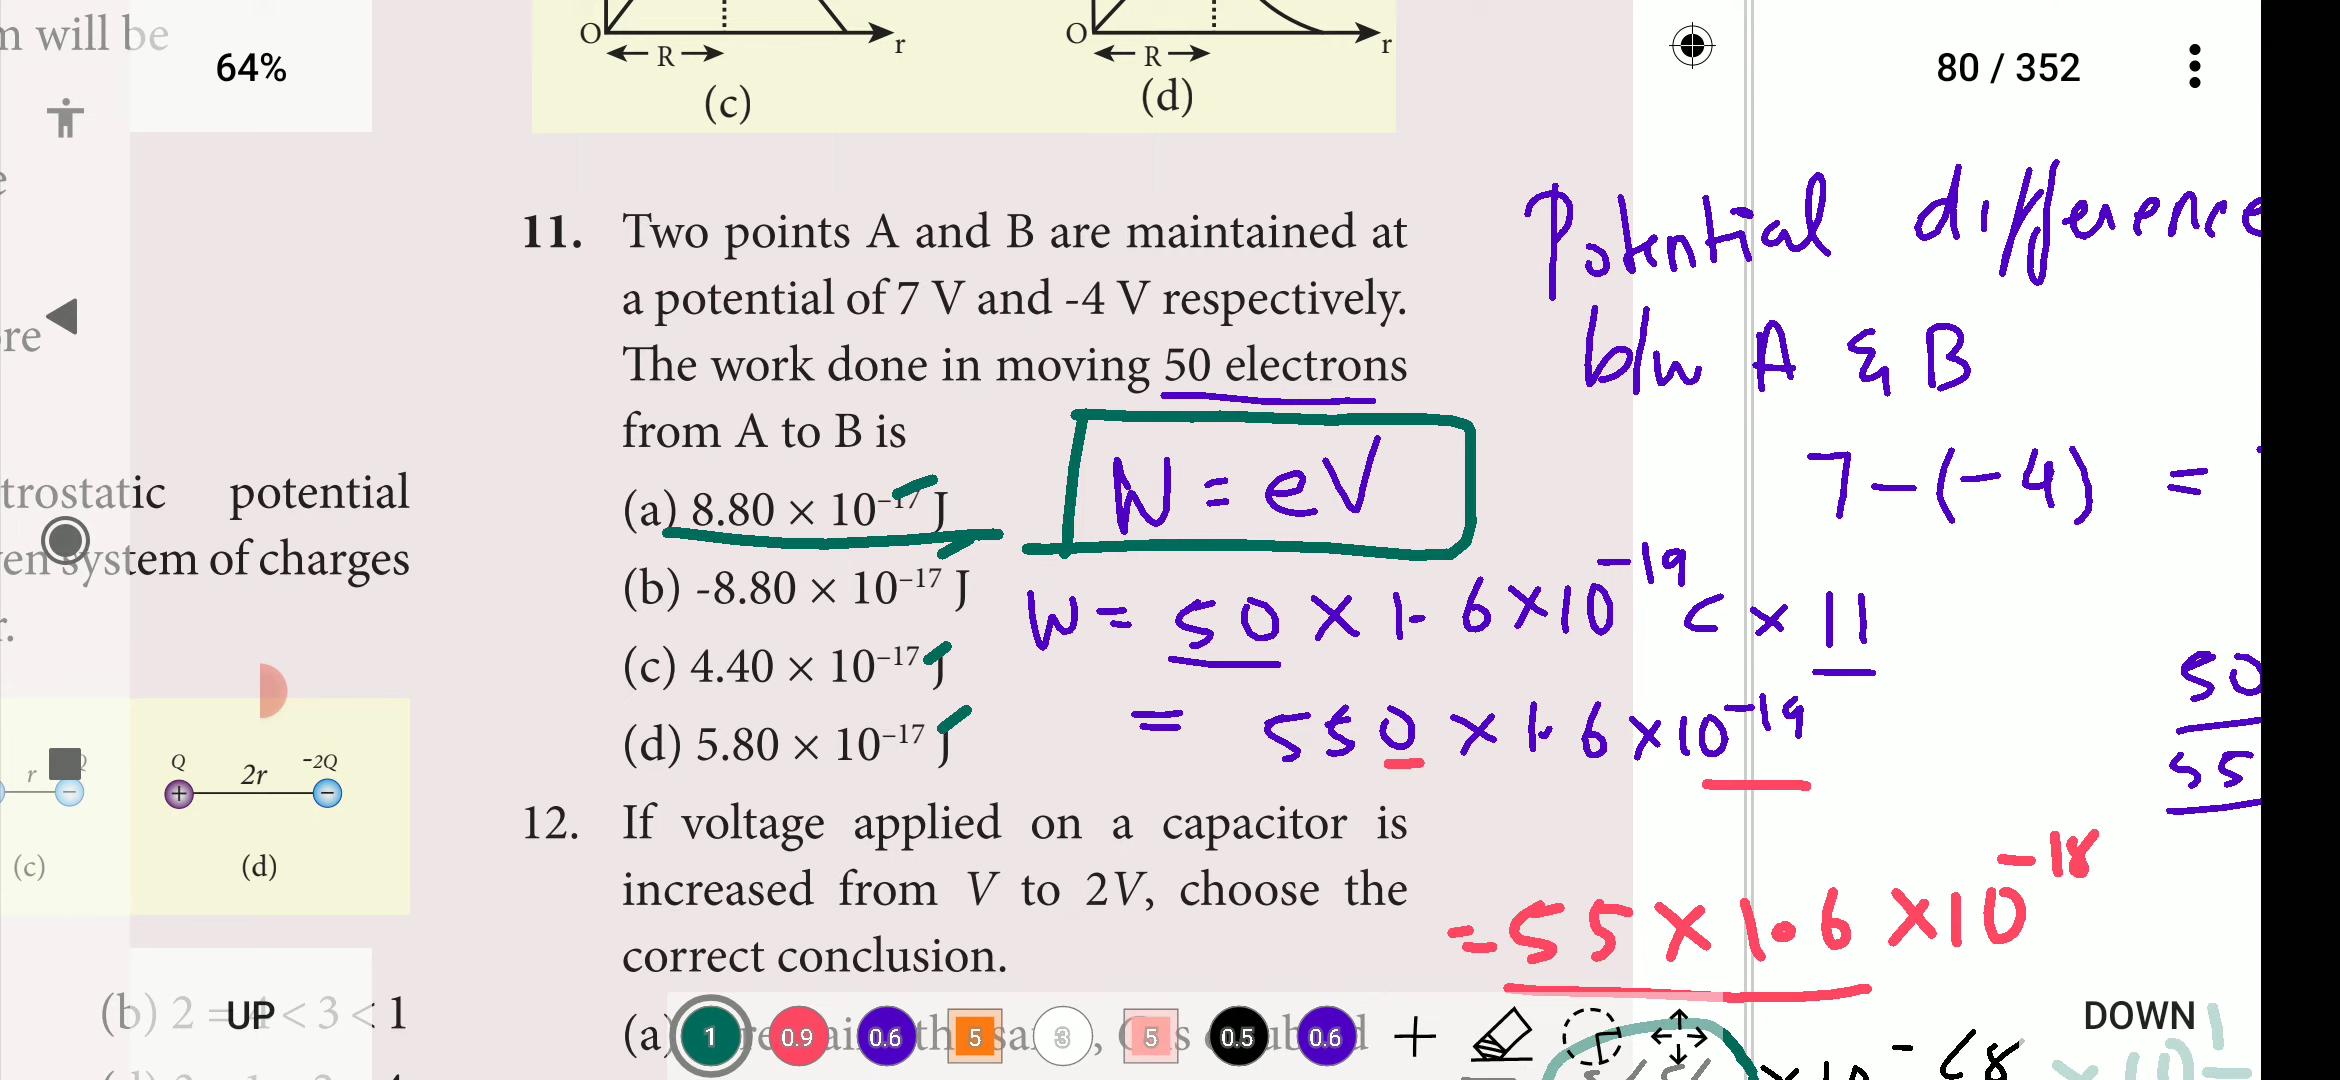 m will be
64%
80 / 352
O
R
r
(c)
O
R
r
(d)
11. Two points A and B are maintained at
a potential of 7 V and -4 V respectively.
The work done in moving 50 electrons
from A to B is
(a) 8.80 × 10⁻¹⁷ J
(b) -8.80 × 10⁻¹⁷ J
(c) 4.40 × 10⁻¹⁷ J
(d) 5.80 × 10⁻¹⁷ J
12. If voltage applied on a capacitor is
increased from V to 2V, choose the
correct conclusion.
(a)
Potential difference
b/w A & B
7 - (-4) =
W = eV
W = 50 × 1.6 × 10⁻¹⁹ C × 11
= 550 × 1.6 × 10⁻¹⁹
50
55
= 55 × 1.6 × 10⁻¹⁸
trostatic potential
en system of charges
r.
r
Q
2r
-2Q
(c)
(d)
(b) 2 = 4 < 3 < 1
UP
DOWN
1
0.9
0.6
5
3
5
0.5
0.6